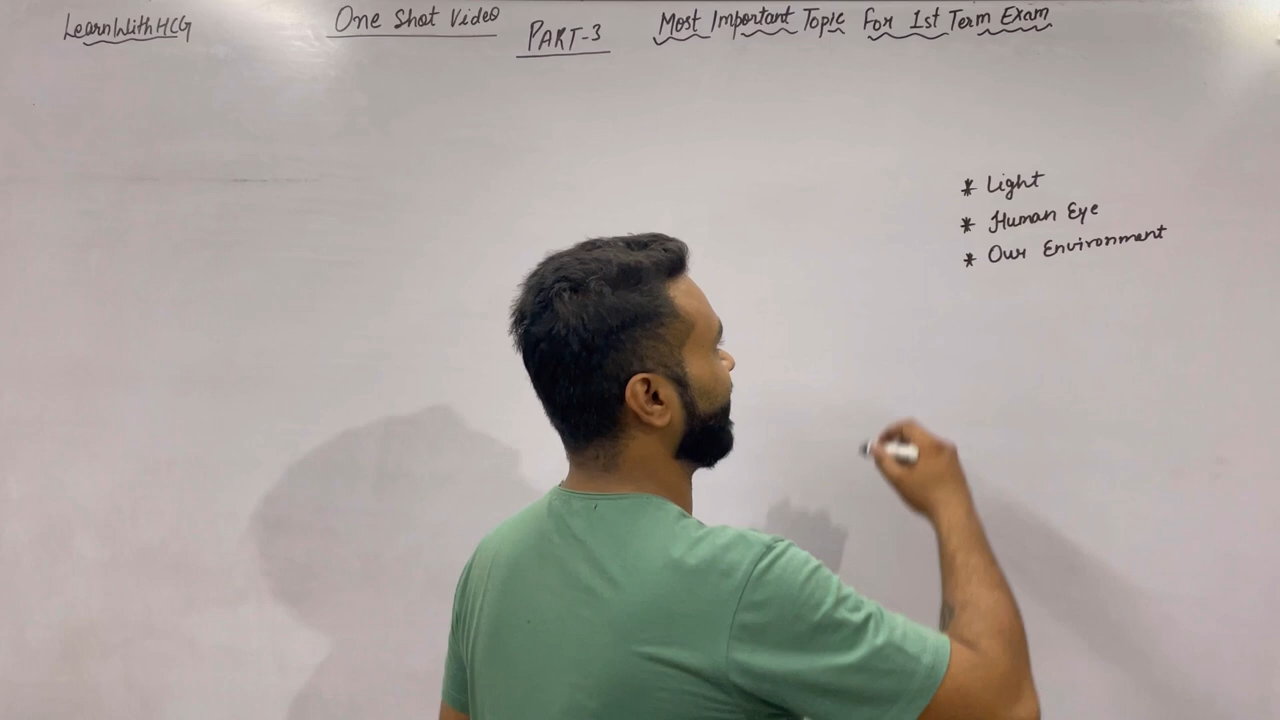 LearnWithHCG
One Shot Video
PART-3
Most Important Topic For 1st Term Exam
* Light
* Human Eye
* Our Environment